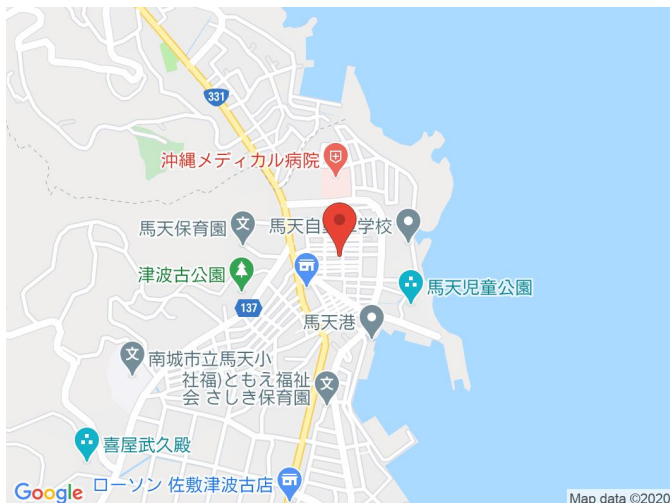 331
沖縄メディカル病院
馬天保育園
馬天自動 学校
津波古公園
馬天児童公園
137
馬天港
南城市立馬天小
社福)ともえ福祉
会 さしき保育園
喜屋武久殿
ローソン 佐敷津波古店
Google
Map data ©2020